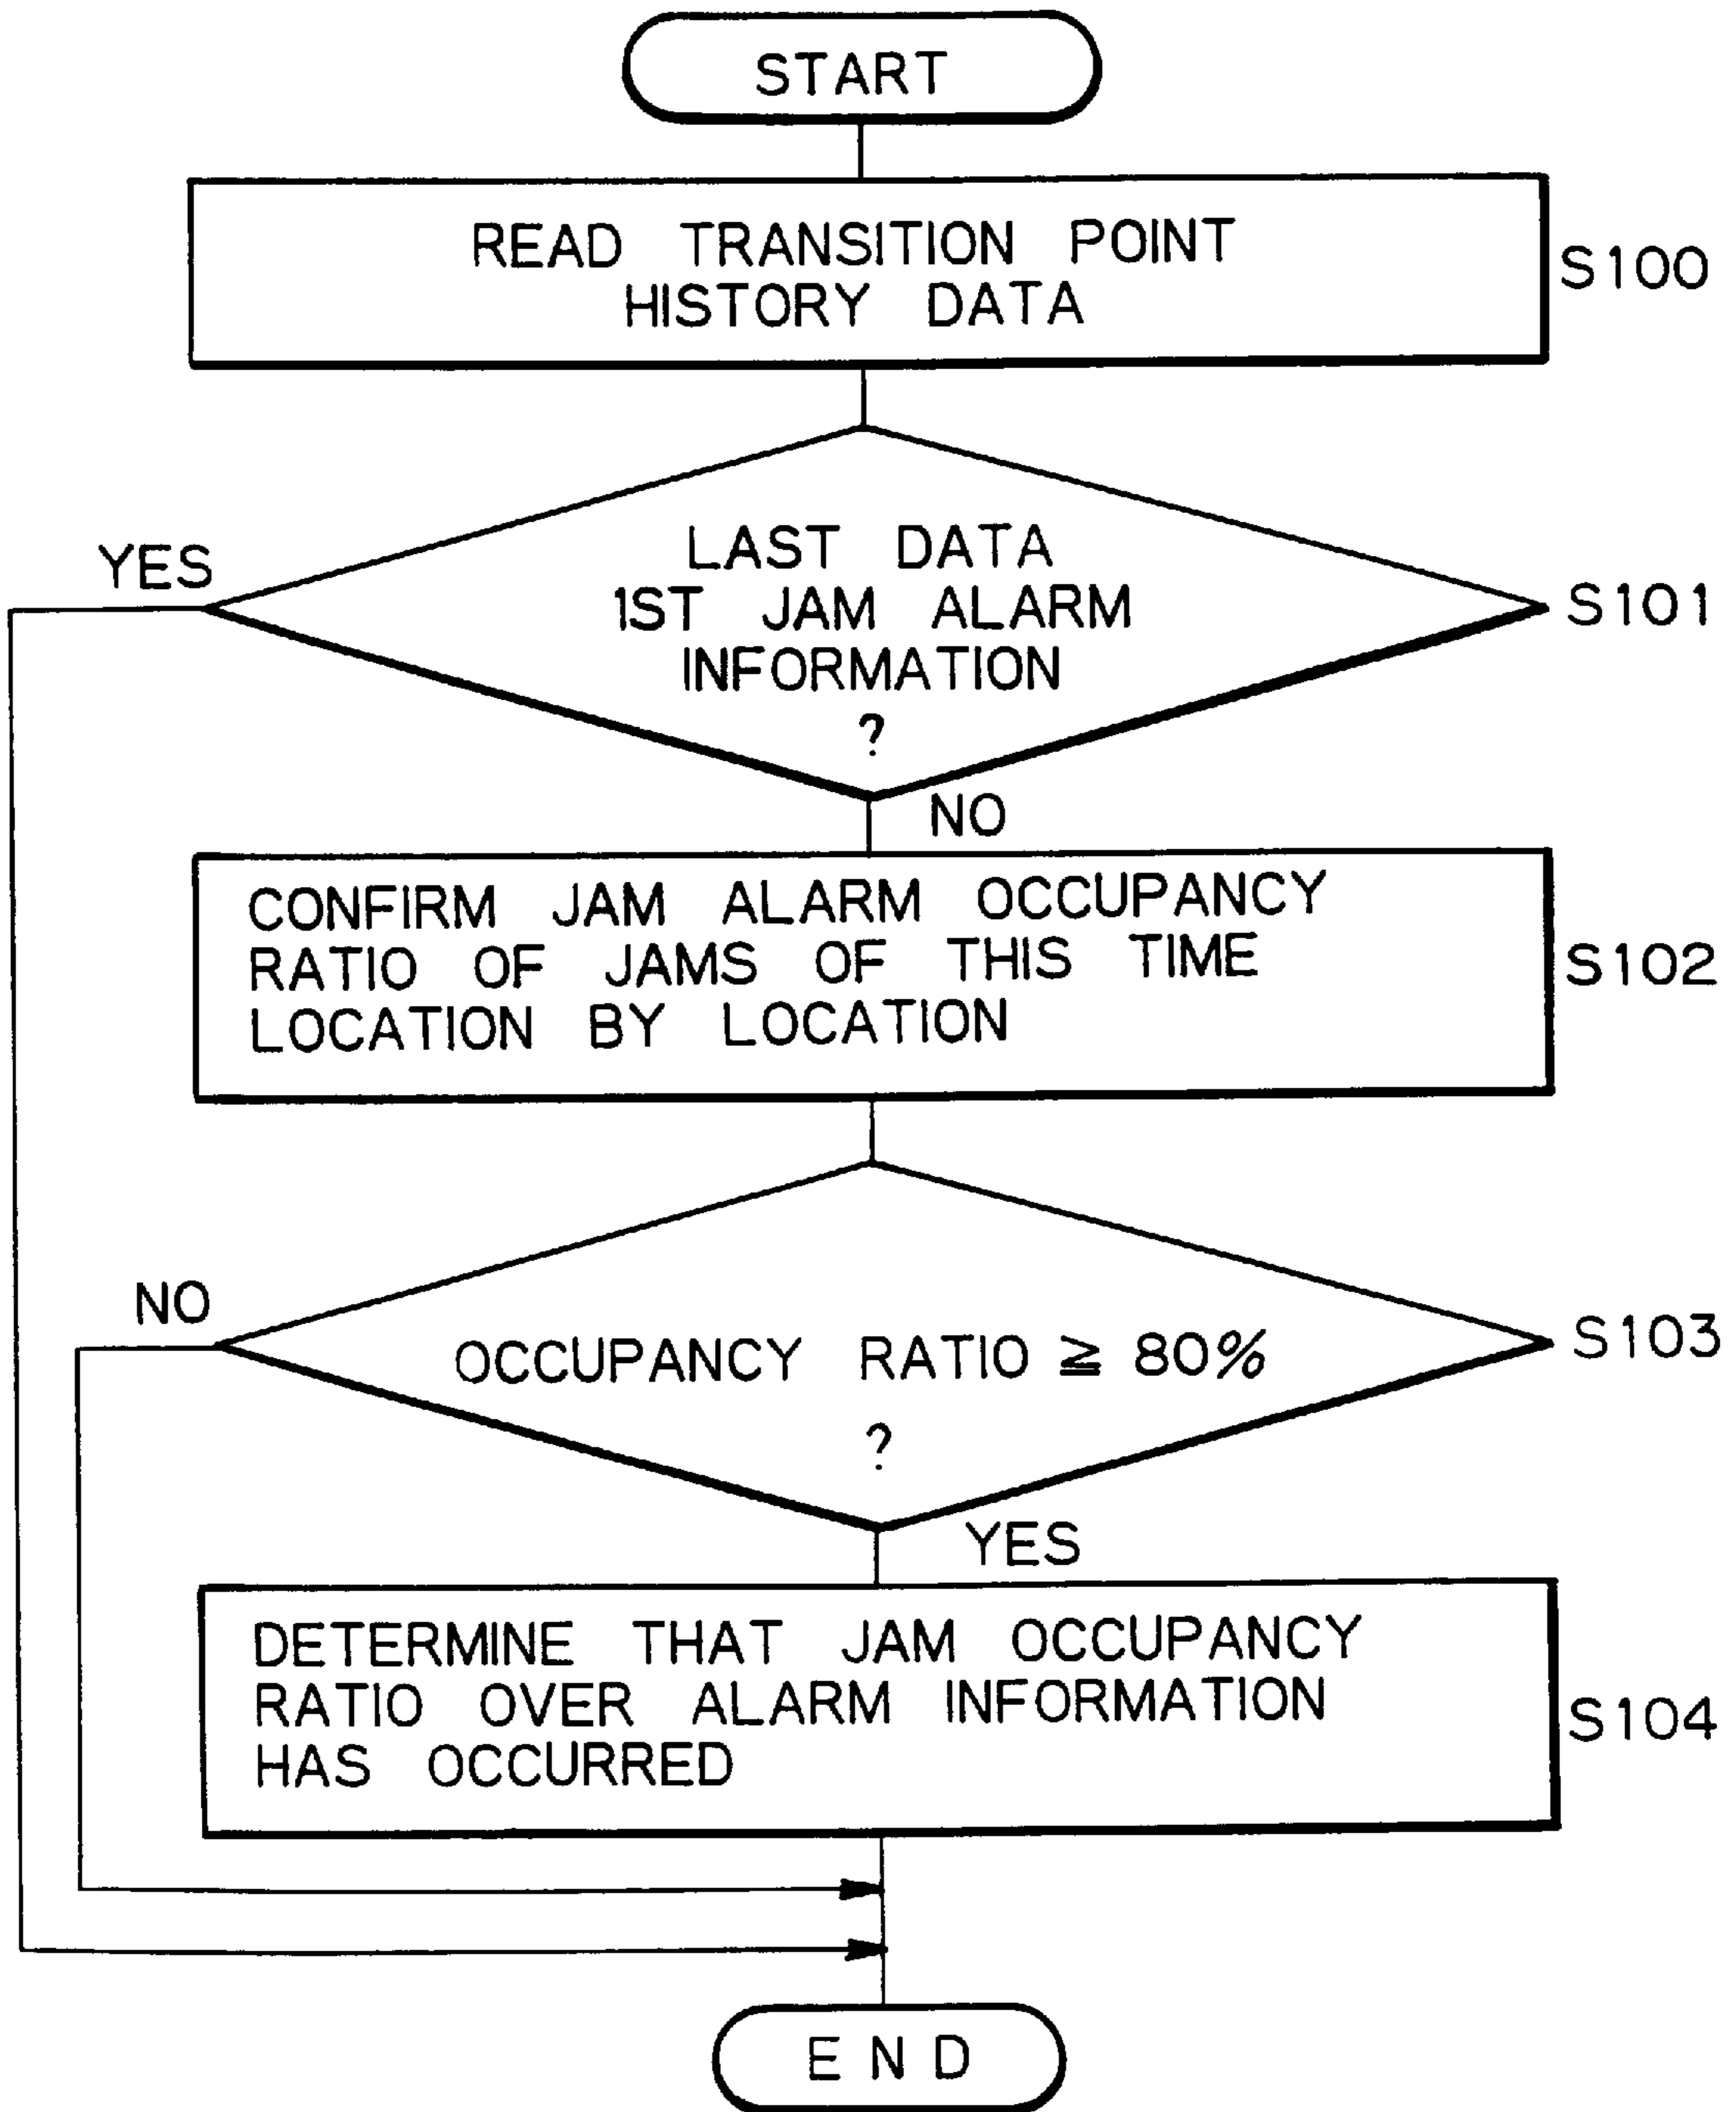 START
READ TRANSITION POINT
HISTORY DATA
S100
YES
LAST DATA
1ST JAM ALARM
INFORMATION
?
S101
NO
CONFIRM JAM ALARM OCCUPANCY
RATIO OF JAMS OF THIS TIME
LOCATION BY LOCATION
S102
NO
OCCUPANCY RATIO ≧ 80%
?
S103
YES
DETERMINE THAT JAM OCCUPANCY
RATIO OVER ALARM INFORMATION
HAS OCCURRED
S104
END